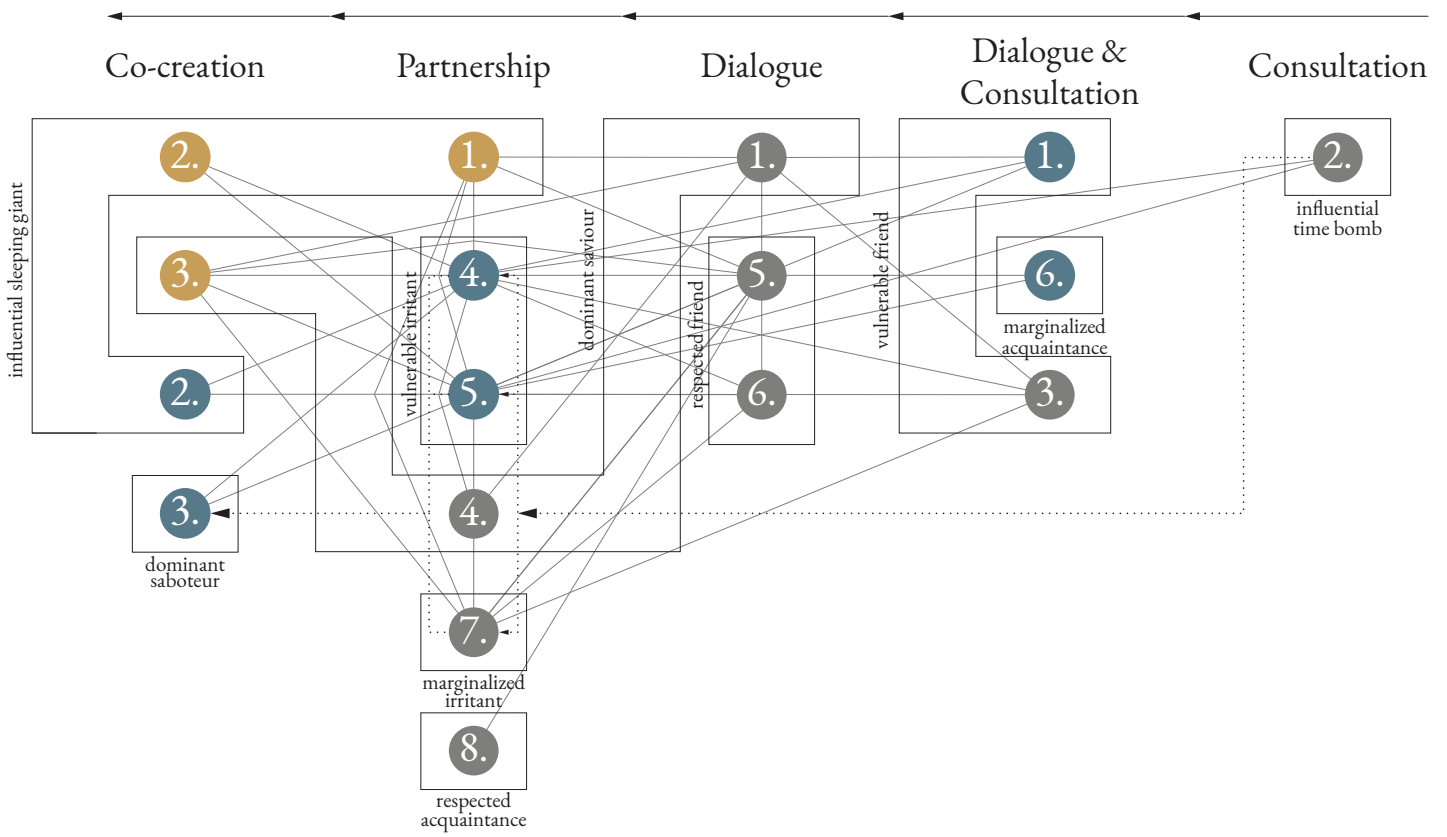 Co-creation
Partnership
Dialogue
Dialogue &
Consultation
Consultation
influential sleeping giant
2.
1.
1.
1.
2.
influential
time bomb
dominant saviour
vulnerable friend
3.
4.
5.
6.
vulnerable irritant
respected friend
marginalized
acquaintance
2.
5.
6.
3.
3.
4.
dominant
saboteur
7.
marginalized
irritant
8.
respected
acquaintance